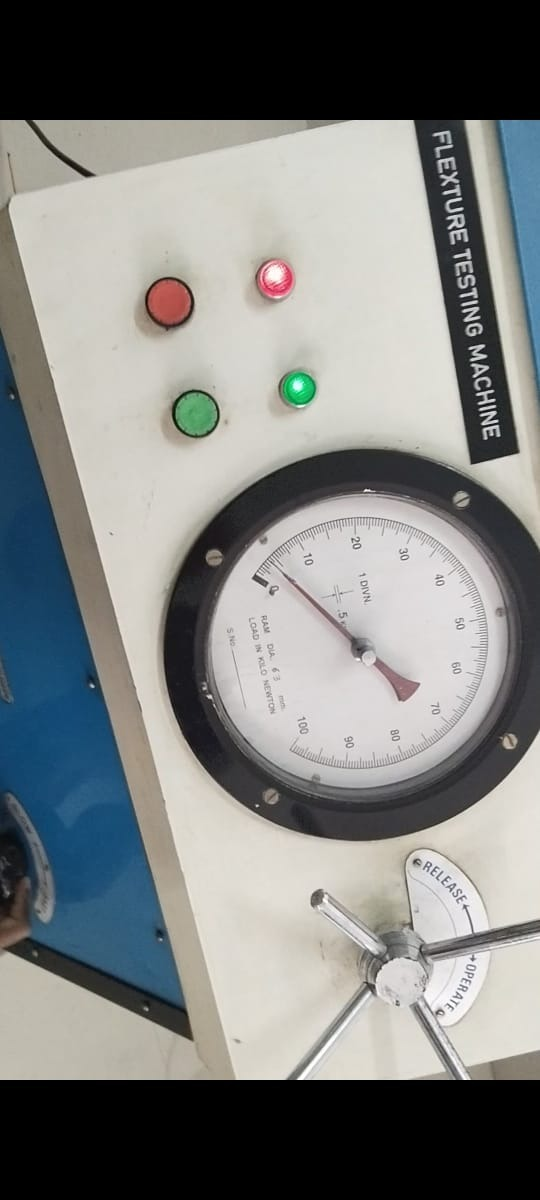 FLEXTURE TESTING MACHINE
0
10
20
30
40
50
60
70
80
90
100
1 DIVN.
.5 K
RAM DIA. 63 mm.
LOAD IN KILO NEWTON
S.No.
RELEASE
OPERATE